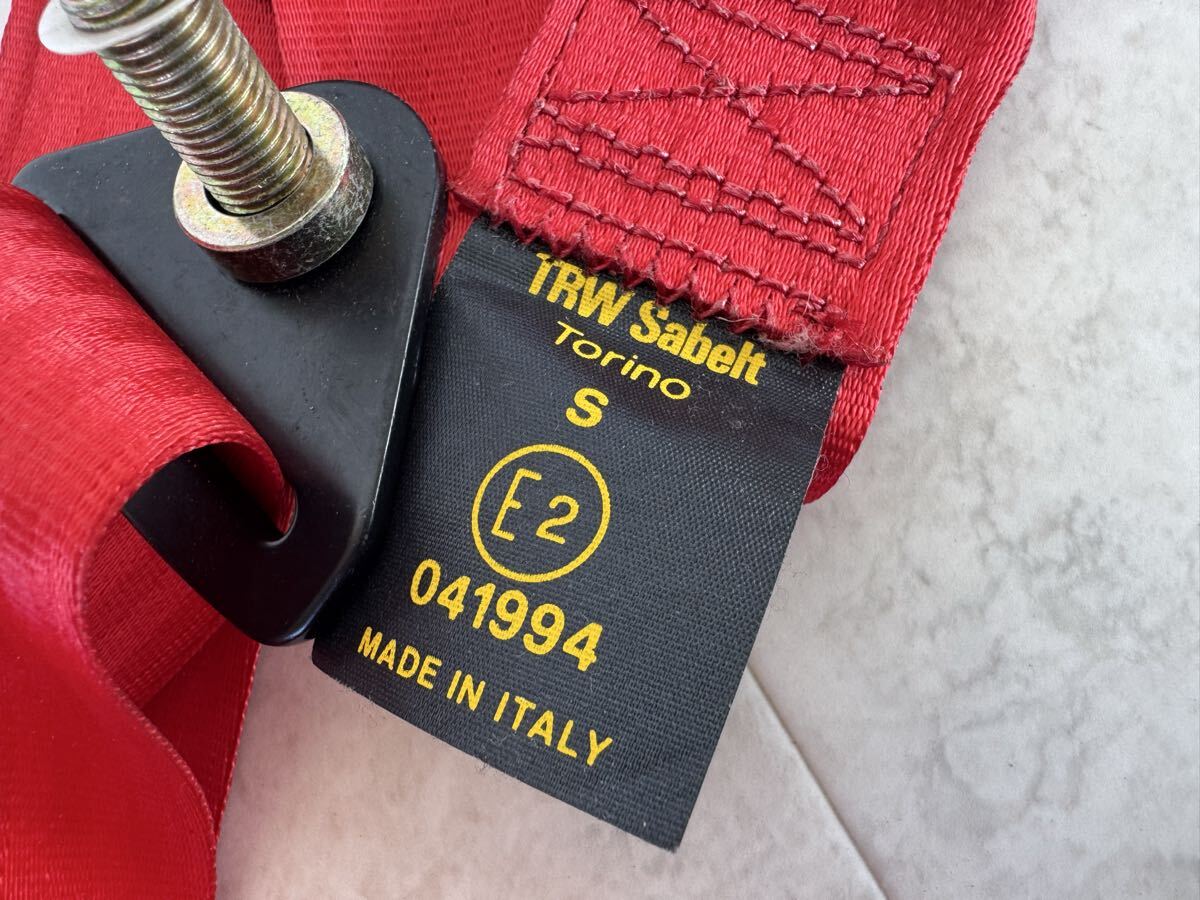 TRW Sabelt
Torino
S
E2
041994
MADE IN ITALY